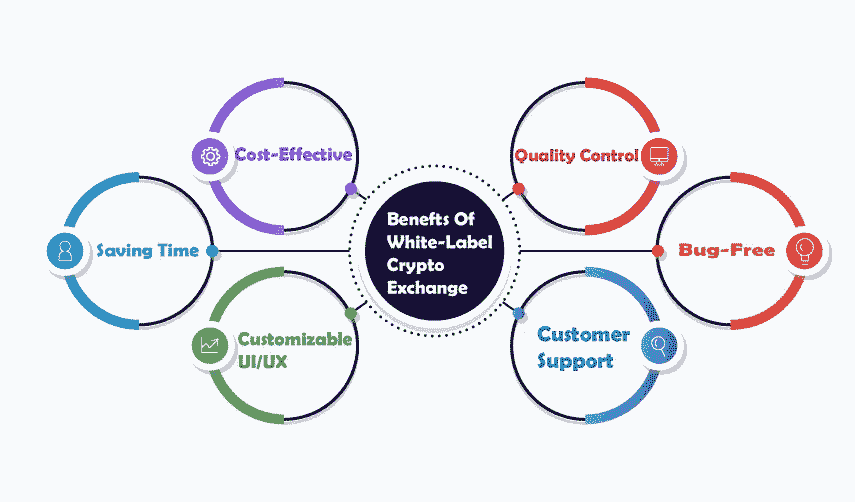 Cost-Effective
Quality Control
Saving Time
Benefts Of
White-Label
Crypto
Exchange
Bug-Free
Customizable
UI/UX
Customer
Support